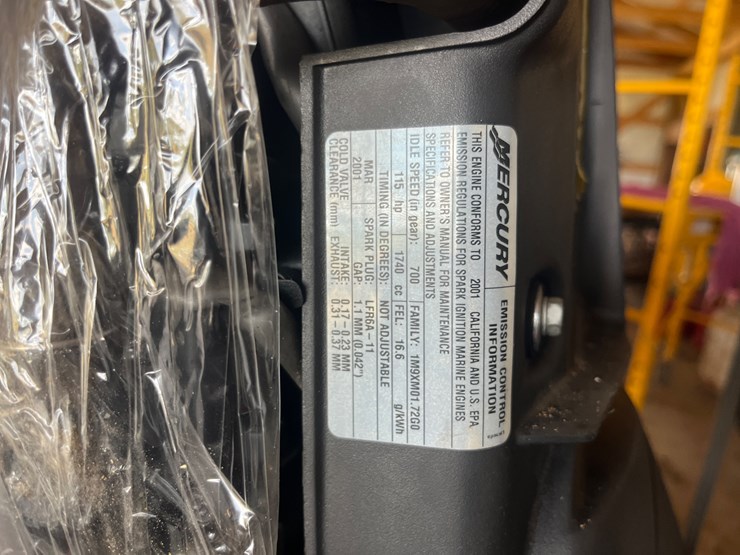 MERCURY EMISSION CONTROL
INFORMATION
THIS ENGINE CONFORMS TO 2001 CALIFORNIA AND U.S. EPA
EMISSION REGULATIONS FOR SPARK IGNITION MARINE ENGINES
REFER TO OWNER'S MANUAL FOR MAINTENANCE
SPECIFICATIONS AND ADJUSTMENTS
IDLE SPEED (in gear): 700 FAMILY: 1M9XM01.72G0
115 hp 1740 cc FEL: 16.6 g/kWh
TIMING (IN DEGREES): NOT ADJUSTABLE
MAR SPARK PLUG: LFR6A-11
2001 GAP: 1.1 MM (0.042")
COLD VALVE INTAKE: 0.17-0.23 MM
CLEARANCE (mm) EXHAUST: 0.31-0.37 MM